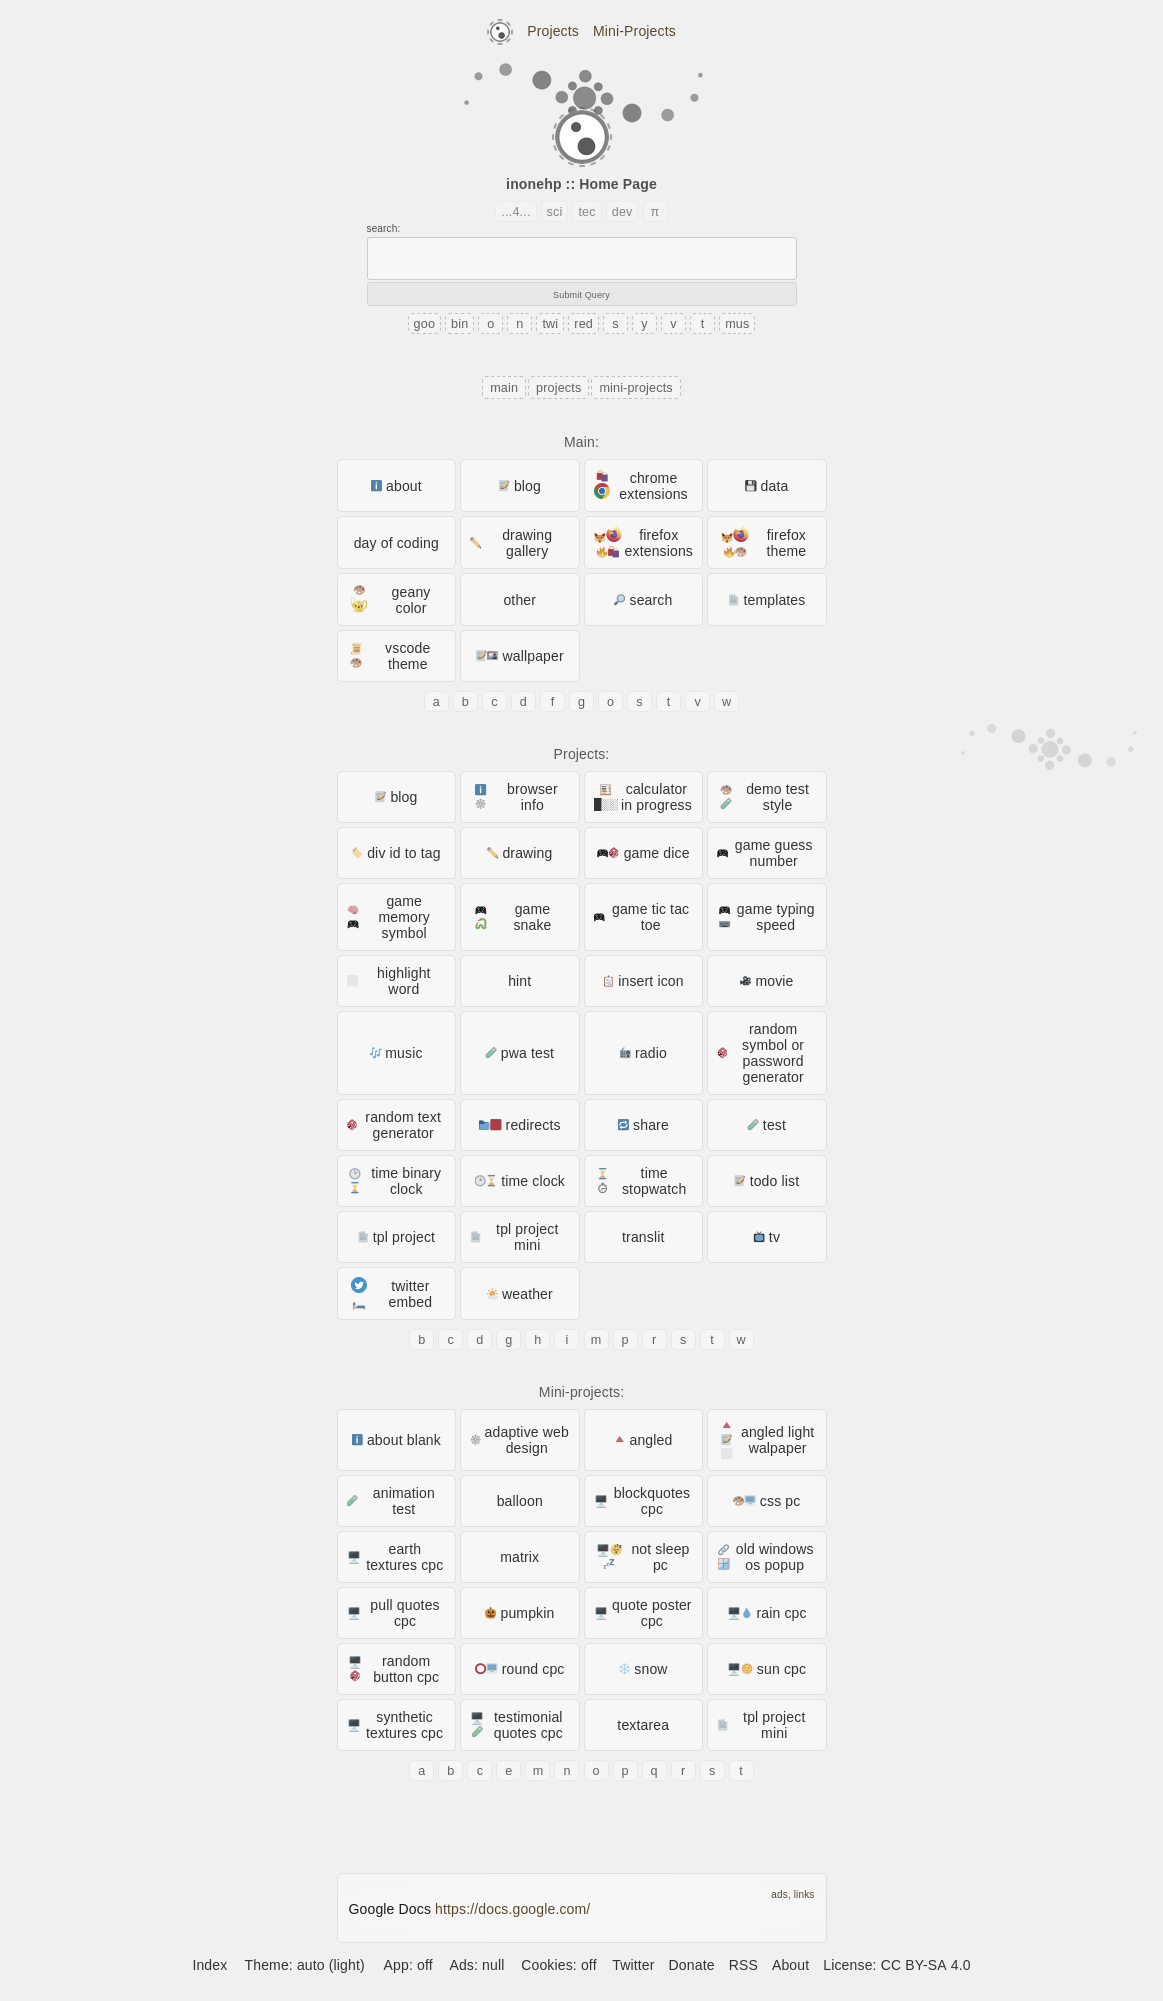 Projects Mini-Projects
inonehp :: Home Page
...4... sci tec dev π
search:
Submit Query
goo bin o n twi red s y v t mus
main projects mini-projects
Main:
about
blog
chrome
extensions
data
day of coding
drawing
gallery
firefox
extensions
firefox
theme
geany
color
other
search
templates
vscode
theme
wallpaper
a b c d f g o s t v w
Projects:
blog
browser
info
calculator
in progress
demo test
style
div id to tag
drawing
game dice
game guess
number
game
memory
symbol
game
snake
game tic tac
toe
game typing
speed
highlight
word
hint
insert icon
movie
music
pwa test
radio
random
symbol or
password
generator
random text
generator
redirects
share
test
time binary
clock
time clock
time
stopwatch
todo list
tpl project
tpl project
mini
translit
tv
twitter
embed
weather
b c d g h i m p r s t w
Mini-projects:
about blank
adaptive web
design
angled
angled light
walpaper
animation
test
balloon
blockquotes
cpc
css pc
earth
textures cpc
matrix
not sleep
pc
old windows
os popup
pull quotes
cpc
pumpkin
quote poster
cpc
rain cpc
random
button cpc
round cpc
snow
sun cpc
synthetic
textures cpc
testimonial
quotes cpc
textarea
tpl project
mini
a b c e m n o p q r s t
ads, links
Google Docs https://docs.google.com/
Index Theme: auto (light) App: off Ads: null Cookies: off Twitter Donate RSS About License: CC BY-SA 4.0